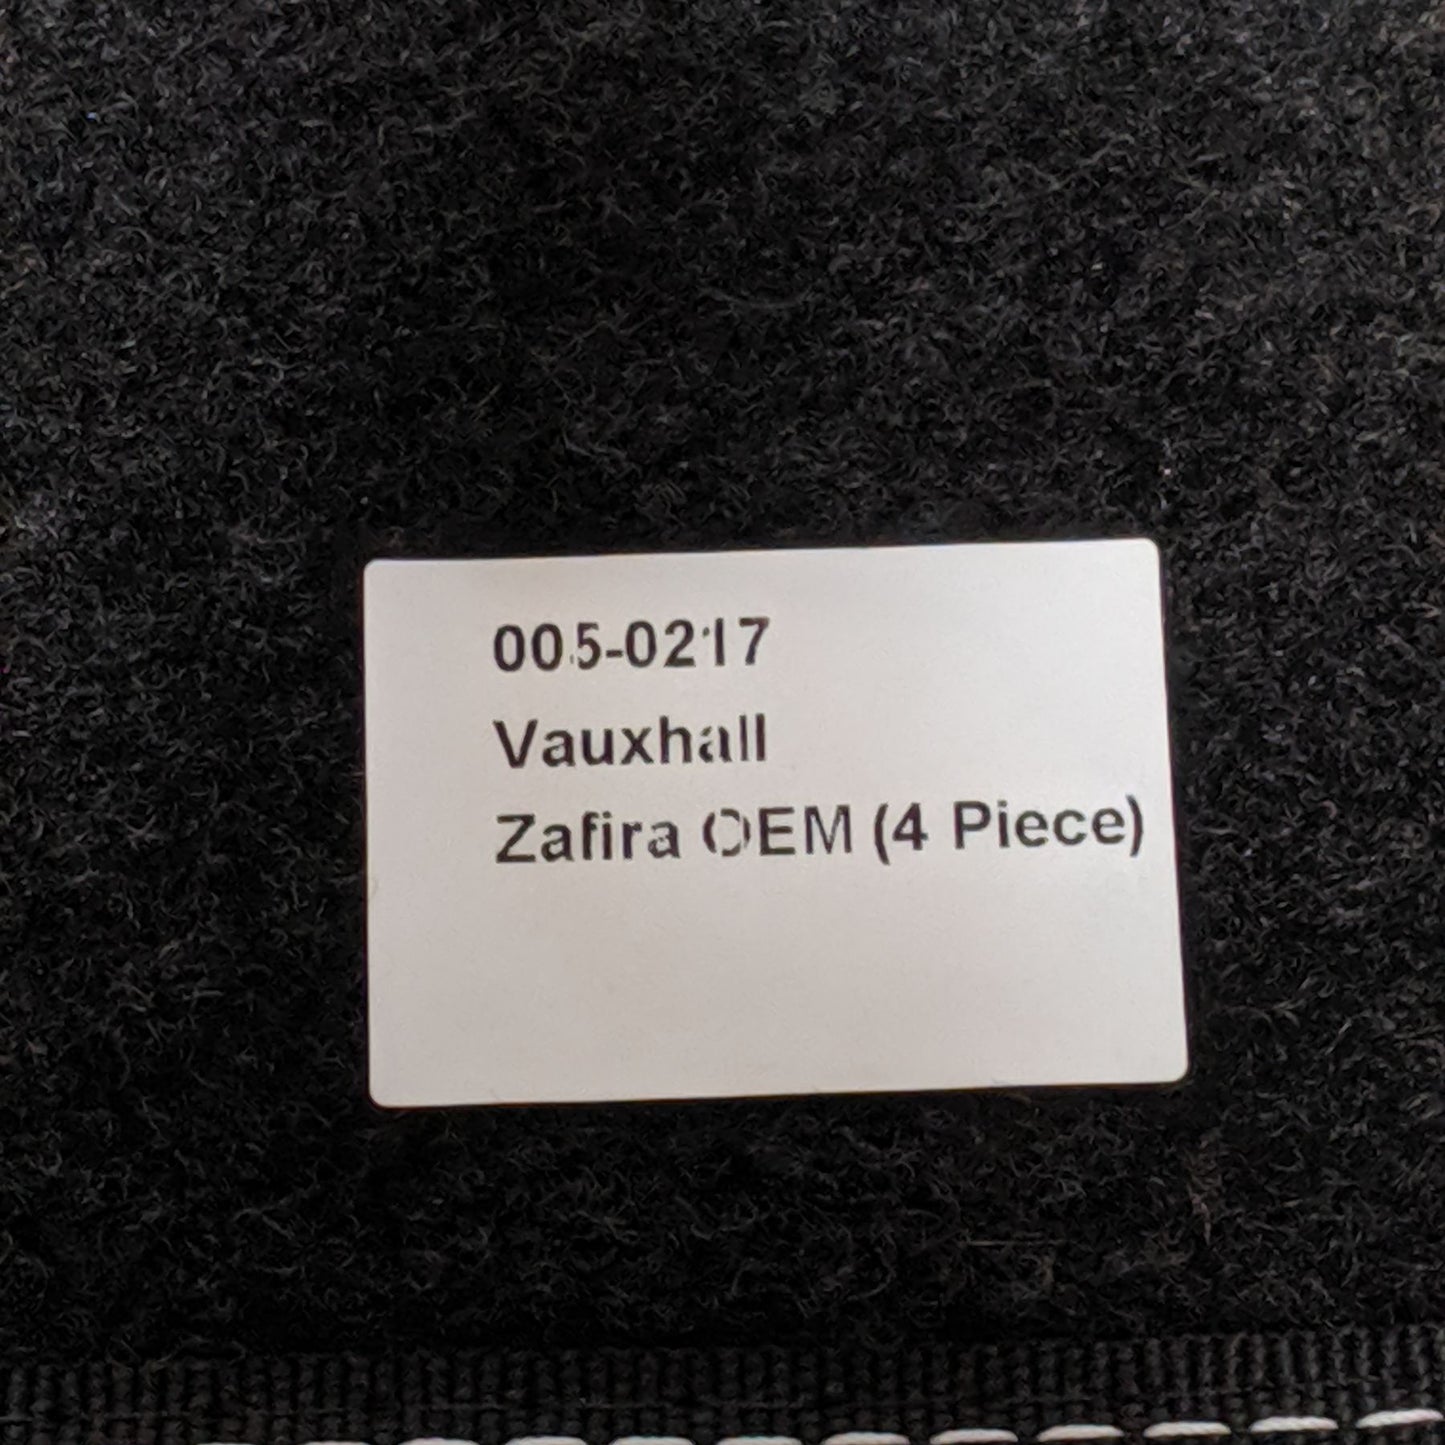 005-0217
Vauxhall
Zafira OEM (4 Piece)